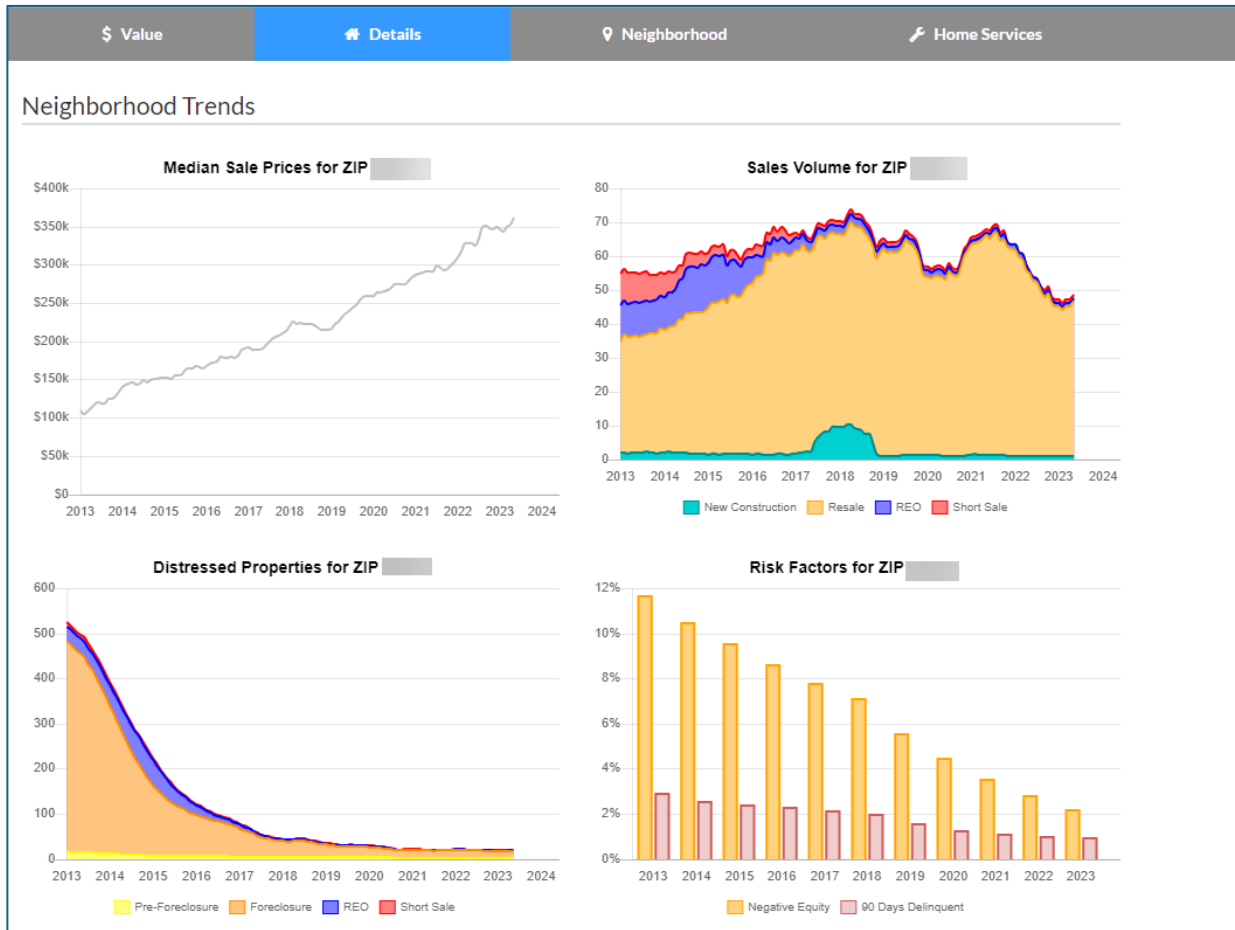 $ Value Details Neighborhood Home Services
Neighborhood Trends
Median Sale Prices for ZIP
$400k
$350k
$300k
$250k
$200k
$150k
$100k
$50k
$0
2013 2014 2015 2016 2017 2018 2019 2020 2021 2022 2023 2024
Sales Volume for ZIP
80
70
60
50
40
30
20
10
0
2013 2014 2015 2016 2017 2018 2019 2020 2021 2022 2023 2024
New Construction Resale REO Short Sale
Distressed Properties for ZIP
600
500
400
300
200
100
0
2013 2014 2015 2016 2017 2018 2019 2020 2021 2022 2023 2024
Pre-Foreclosure Foreclosure REO Short Sale
Risk Factors for ZIP
12%
10%
8%
6%
4%
2%
0%
2013 2014 2015 2016 2017 2018 2019 2020 2021 2022 2023
Negative Equity 90 Days Delinquent